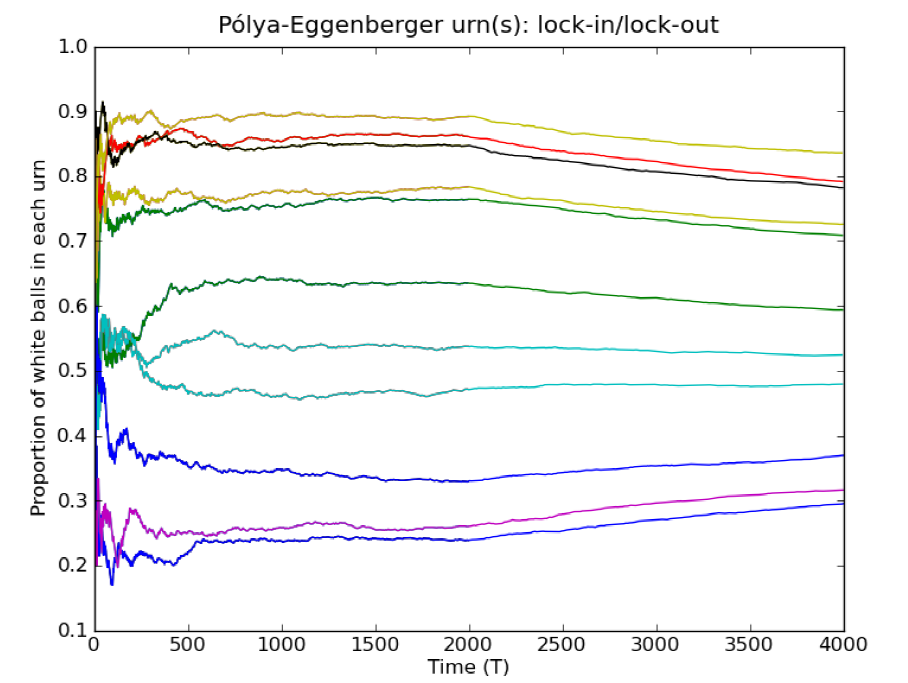 Pólya-Eggenberger urn(s): lock-in/lock-out
Proportion of white balls in each urn
1.0
0.9
0.8
0.7
0.6
0.5
0.4
0.3
0.2
0.1
0 500 1000 1500 2000 2500 3000 3500 4000
Time (T)